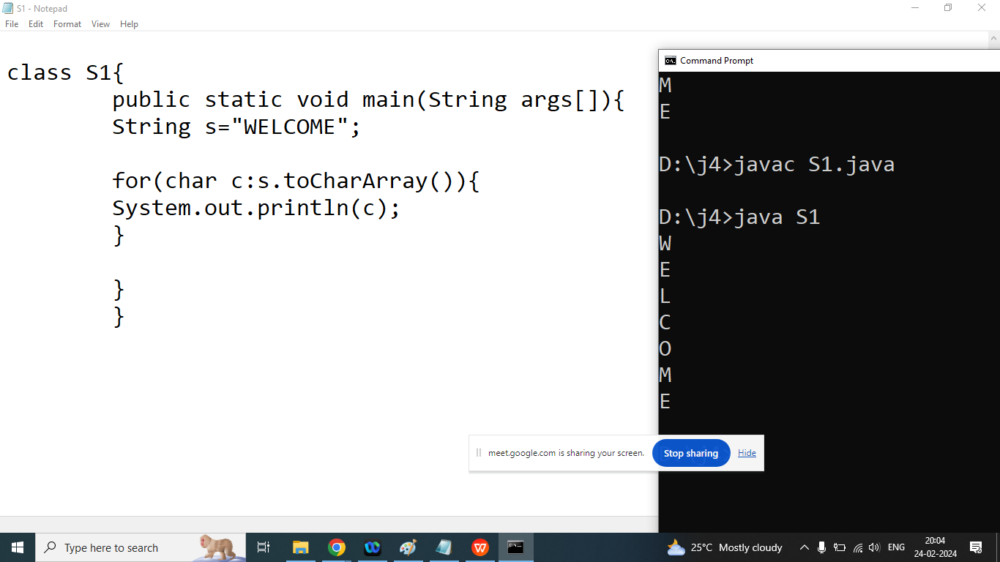 S1 - Notepad
File Edit Format View Help
class S1{
public static void main(String args[]){
String s="WELCOME";
for(char c:s.toCharArray()){
System.out.println(c);
}
}
}
Command Prompt
M
E
D:\j4>javac S1.java
D:\j4>java S1
W
E
L
C
O
M
E
meet.google.com is sharing your screen.
Stop sharing
Hide
Type here to search
25°C Mostly cloudy
ENG
20:04
24-02-2024